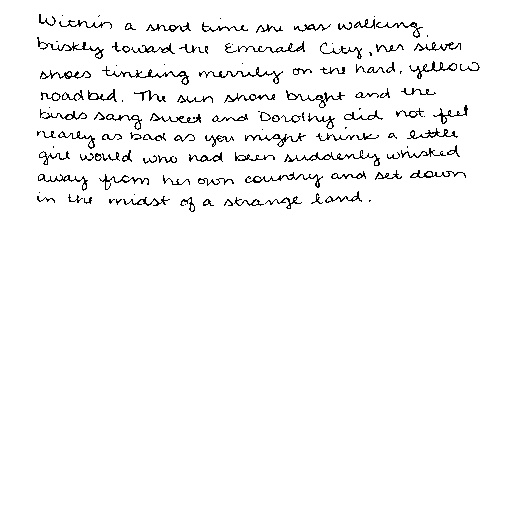 Within a short time she was walking
briskly toward the Emerald City, her silver
shoes tinkling merrily on the hard, yellow
roadbed. The sun shone bright and the
birds sang sweet and Dorothy did not feel
nearly as bad as you might think a little
girl would who had been suddenly whisked
away from her own country and set down
in the midst of a strange land.